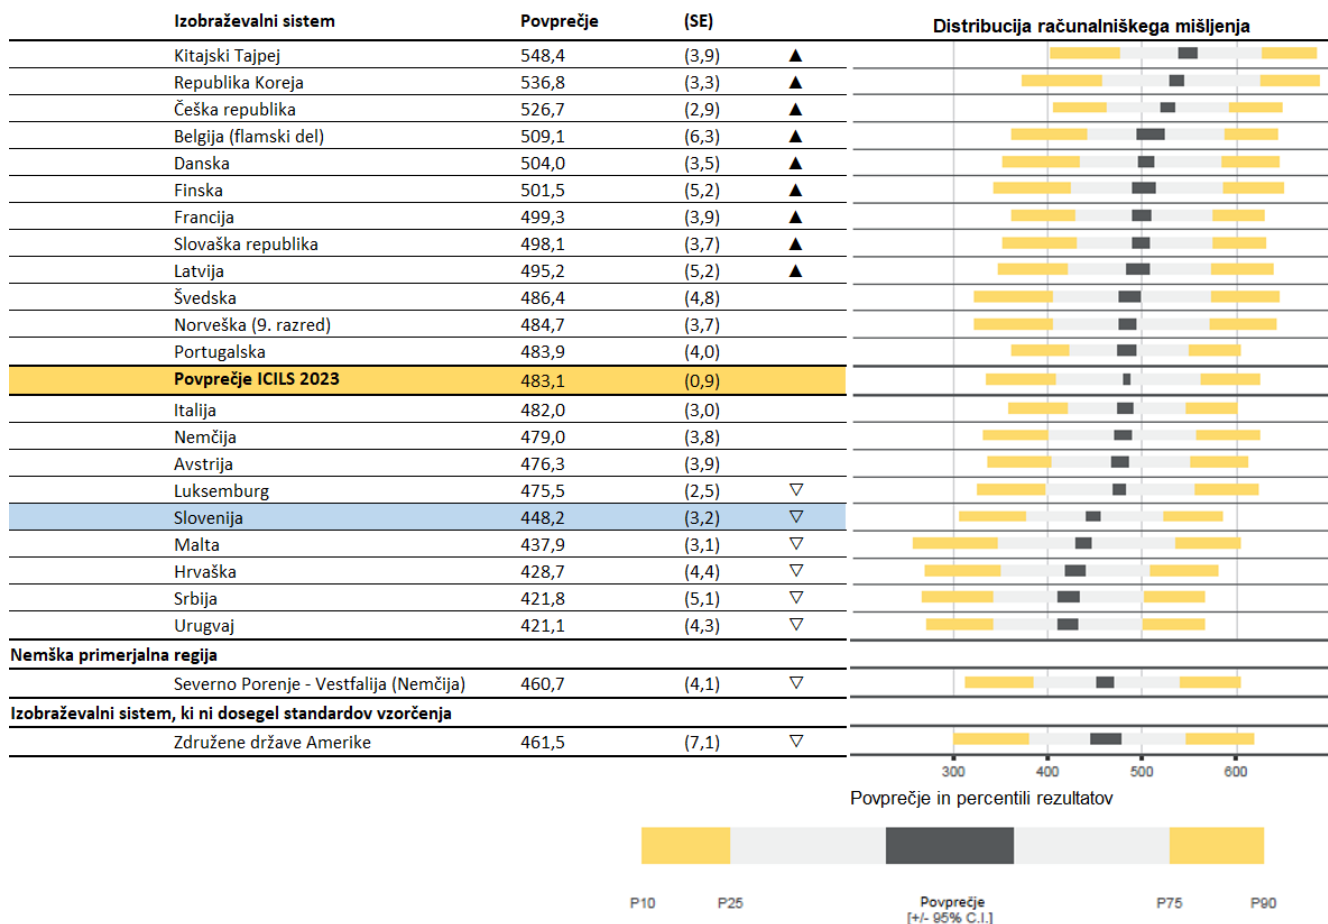 Izobraževalni sistem Povprečje (SE) Distribucija računalniškega mišljenja
Kitajski Tajpej 548,4 (3,9) ▲
Republika Koreja 536,8 (3,3) ▲
Češka republika 526,7 (2,9) ▲
Belgija (flamski del) 509,1 (6,3) ▲
Danska 504,0 (3,5) ▲
Finska 501,5 (5,2) ▲
Francija 499,3 (3,9) ▲
Slovaška republika 498,1 (3,7) ▲
Latvija 495,2 (5,2) ▲
Švedska 486,4 (4,8)
Norveška (9. razred) 484,7 (3,7)
Portugalska 483,9 (4,0)
Povprečje ICILS 2023 483,1 (0,9)
Italija 482,0 (3,0)
Nemčija 479,0 (3,8)
Avstrija 476,3 (3,9)
Luksemburg 475,5 (2,5) ▽
Slovenija 448,2 (3,2) ▽
Malta 437,9 (3,1) ▽
Hrvaška 428,7 (4,4) ▽
Srbija 421,8 (5,1) ▽
Urugvaj 421,1 (4,3) ▽
Nemška primerjalna regija
Severno Porenje - Vestfalija (Nemčija) 460,7 (4,1) ▽
Izobraževalni sistem, ki ni dosegel standardov vzorčenja
Združene države Amerike 461,5 (7,1) ▽
300 400 500 600
Povprečje in percentili rezultatov
P10 P25 Povprečje P75 P90
[+/- 95% C.I.]